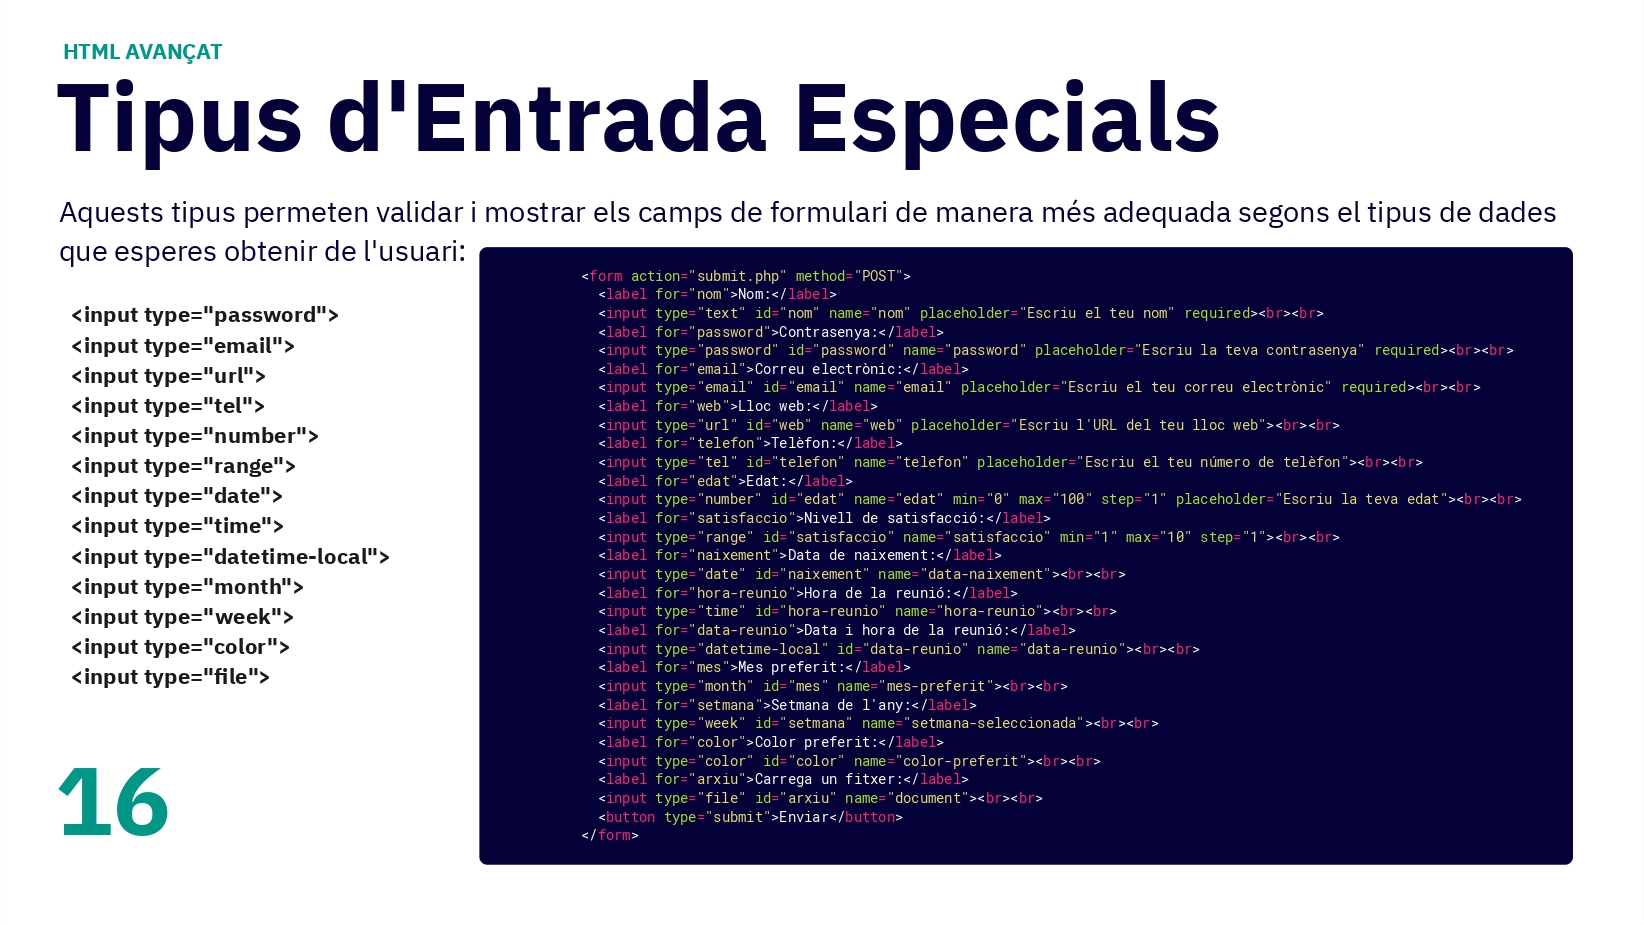 HTML AVANÇAT
Tipus d'Entrada Especials
Aquests tipus permeten validar i mostrar els camps de formulari de manera més adequada segons el tipus de dades
que esperes obtenir de l'usuari:
<input type="password">
<input type="email">
<input type="url">
<input type="tel">
<input type="number">
<input type="range">
<input type="date">
<input type="time">
<input type="datetime-local">
<input type="month">
<input type="week">
<input type="color">
<input type="file">
16
<form action="submit.php" method="POST">
<label for="nom">Nom:</label>
<input type="text" id="nom" name="nom" placeholder="Escriu el teu nom" required><br><br>
<label for="password">Contrasenya:</label>
<input type="password" id="password" name="password" placeholder="Escriu la teva contrasenya" required><br><br>
<label for="email">Correu electrònic:</label>
<input type="email" id="email" name="email" placeholder="Escriu el teu correu electrònic" required><br><br>
<label for="web">Lloc web:</label>
<input type="url" id="web" name="web" placeholder="Escriu l'URL del teu lloc web"><br><br>
<label for="telefon">Telèfon:</label>
<input type="tel" id="telefon" name="telefon" placeholder="Escriu el teu número de telèfon"><br><br>
<label for="edat">Edat:</label>
<input type="number" id="edat" name="edat" min="0" max="100" step="1" placeholder="Escriu la teva edat"><br><br>
<label for="satisfaccio">Nivell de satisfacció:</label>
<input type="range" id="satisfaccio" name="satisfaccio" min="1" max="10" step="1"><br><br>
<label for="naixement">Data de naixement:</label>
<input type="date" id="naixement" name="data-naixement"><br><br>
<label for="hora-reunio">Hora de la reunió:</label>
<input type="time" id="hora-reunio" name="hora-reunio"><br><br>
<label for="data-reunio">Data i hora de la reunió:</label>
<input type="datetime-local" id="data-reunio" name="data-reunio"><br><br>
<label for="mes">Mes preferit:</label>
<input type="month" id="mes" name="mes-preferit"><br><br>
<label for="setmana">Setmana de l'any:</label>
<input type="week" id="setmana" name="setmana-seleccionada"><br><br>
<label for="color">Color preferit:</label>
<input type="color" id="color" name="color-preferit"><br><br>
<label for="arxiu">Carrega un fitxer:</label>
<input type="file" id="arxiu" name="document"><br><br>
<button type="submit">Enviar</button>
</form>